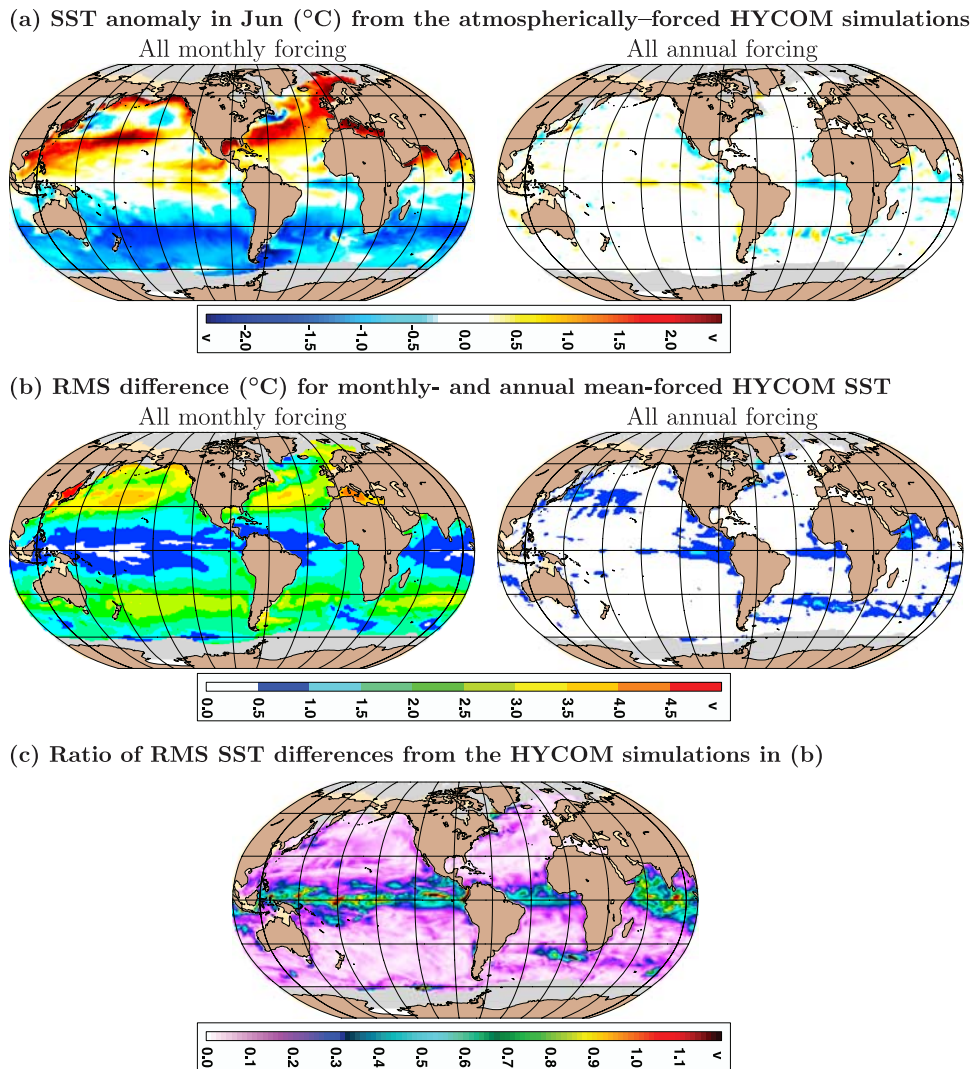 (a) SST anomaly in Jun (°C) from the atmospherically–forced HYCOM simulations
All monthly forcing All annual forcing
v -2.0 -1.5 -1.0 -0.5 0.0 0.5 1.0 1.5 2.0 v
(b) RMS difference (°C) for monthly- and annual mean-forced HYCOM SST
All monthly forcing All annual forcing
0.0 0.5 1.0 1.5 2.0 2.5 3.0 3.5 4.0 4.5 v
(c) Ratio of RMS SST differences from the HYCOM simulations in (b)
0.0 0.1 0.2 0.3 0.4 0.5 0.6 0.7 0.8 0.9 1.0 1.1 v